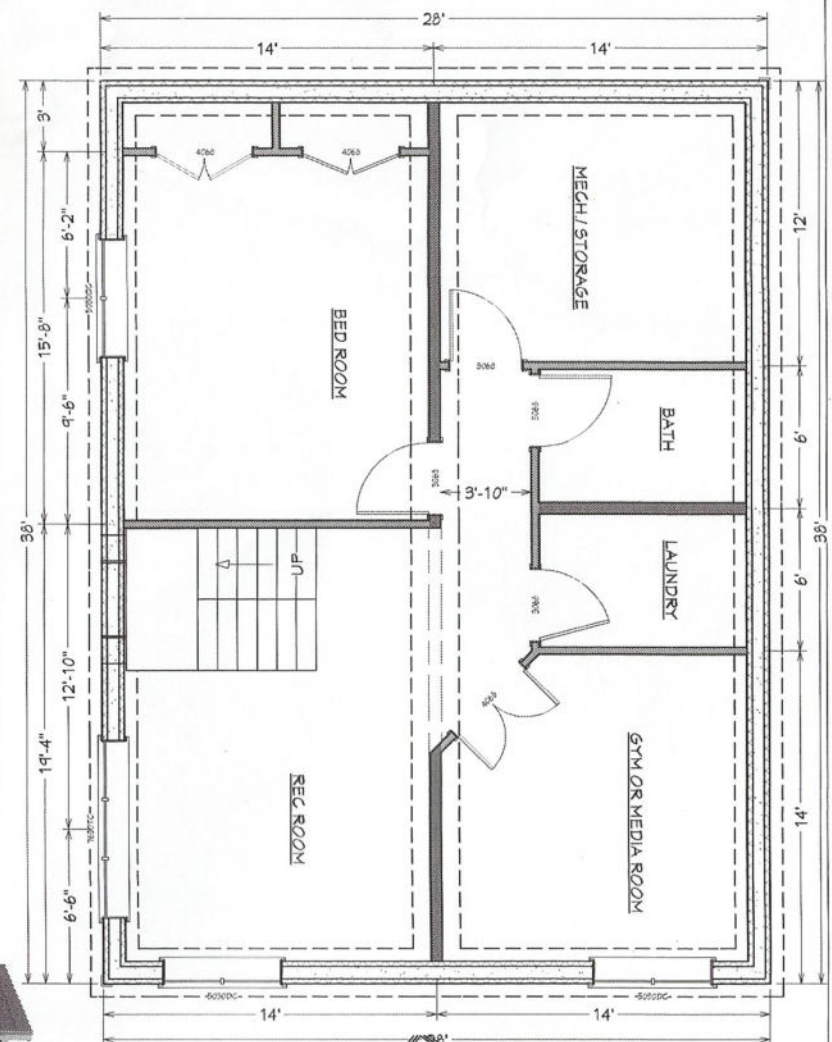 28'
14'
14'
3'
4068
4068
6'-2"
12'
MECH./ STORAGE
15'-8"
BED ROOM
5050DC
9'-6"
3068
3068
BATH
6'
3068
3'-10"
38'
38'
UP
LAUNDRY
6'
3068
12'-10"
4068
19'-4"
REC ROOM
GYM OR MEDIA ROOM
14'
6'-6"
5050DC
5050DC
14'
14'